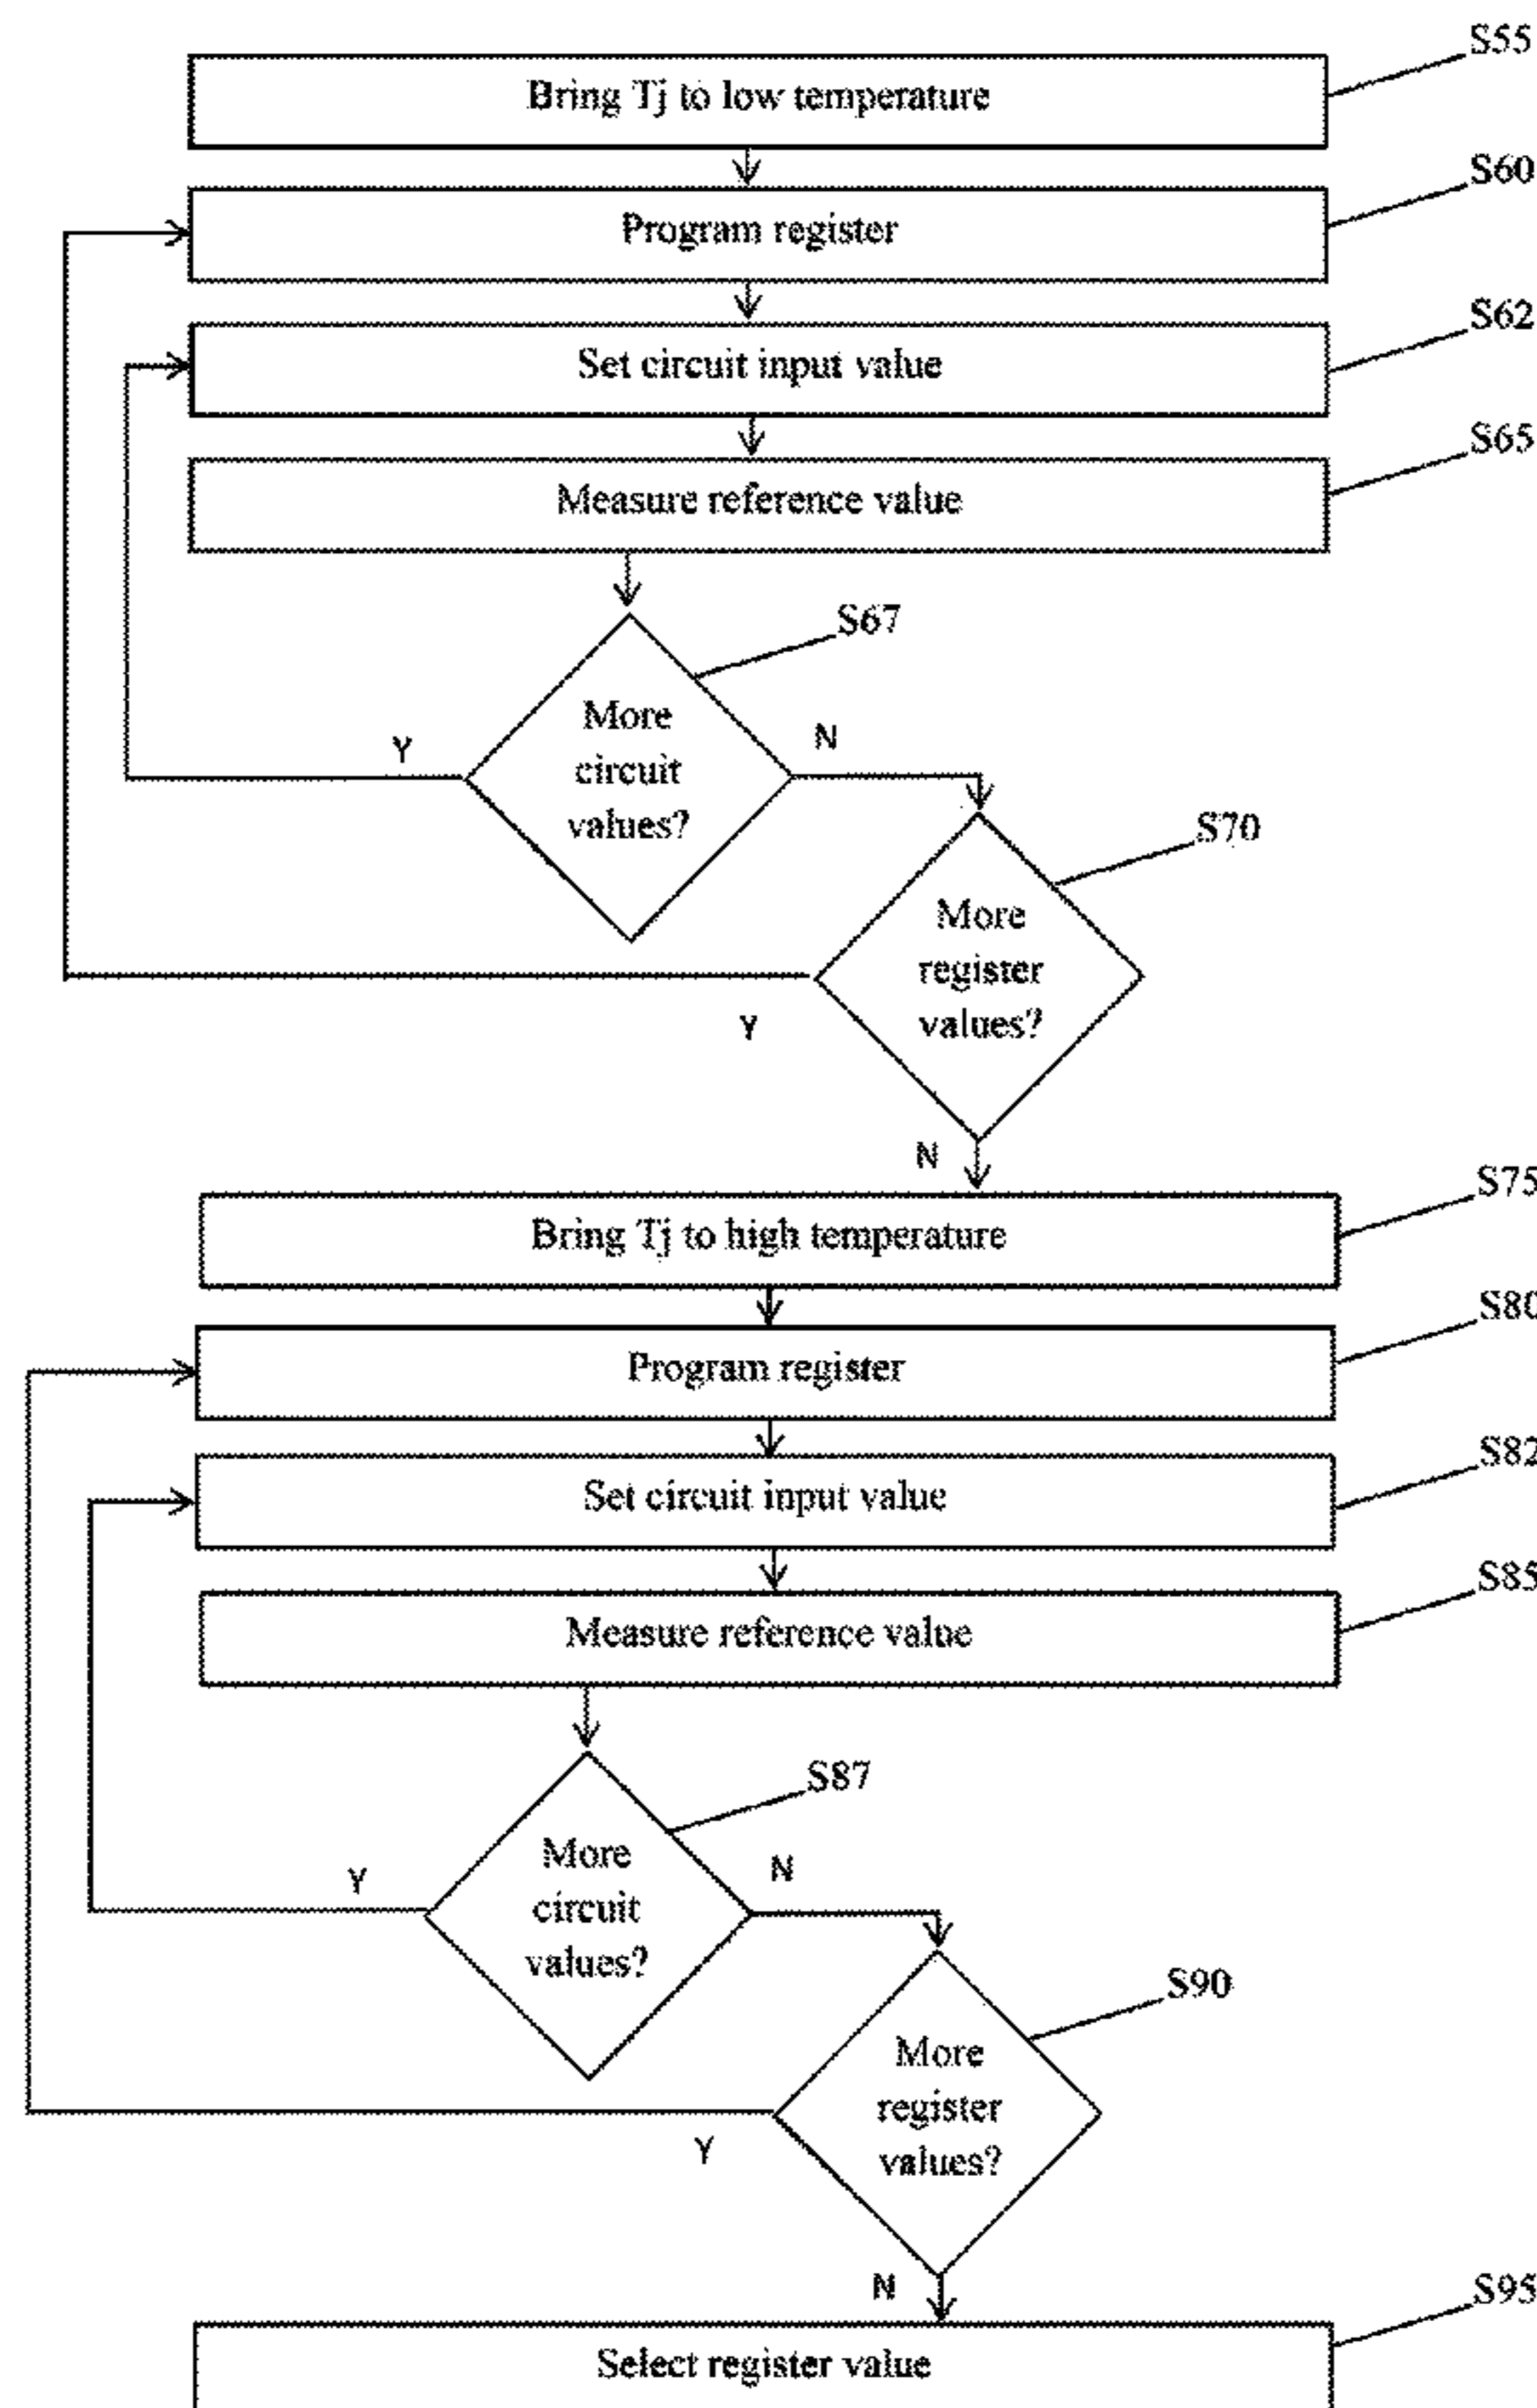 S55
Bring Tj to low temperature
S60
Program register
S62
Set circuit input value
S65
Measure reference value
S67
More
circuit
values?
Y
N
S70
More
register
values?
Y
N
S75
Bring Tj to high temperature
S80
Program register
S82
Set circuit input value
S85
Measure reference value
S87
More
circuit
values?
Y
N
S90
More
register
values?
Y
N
S95
Select register value